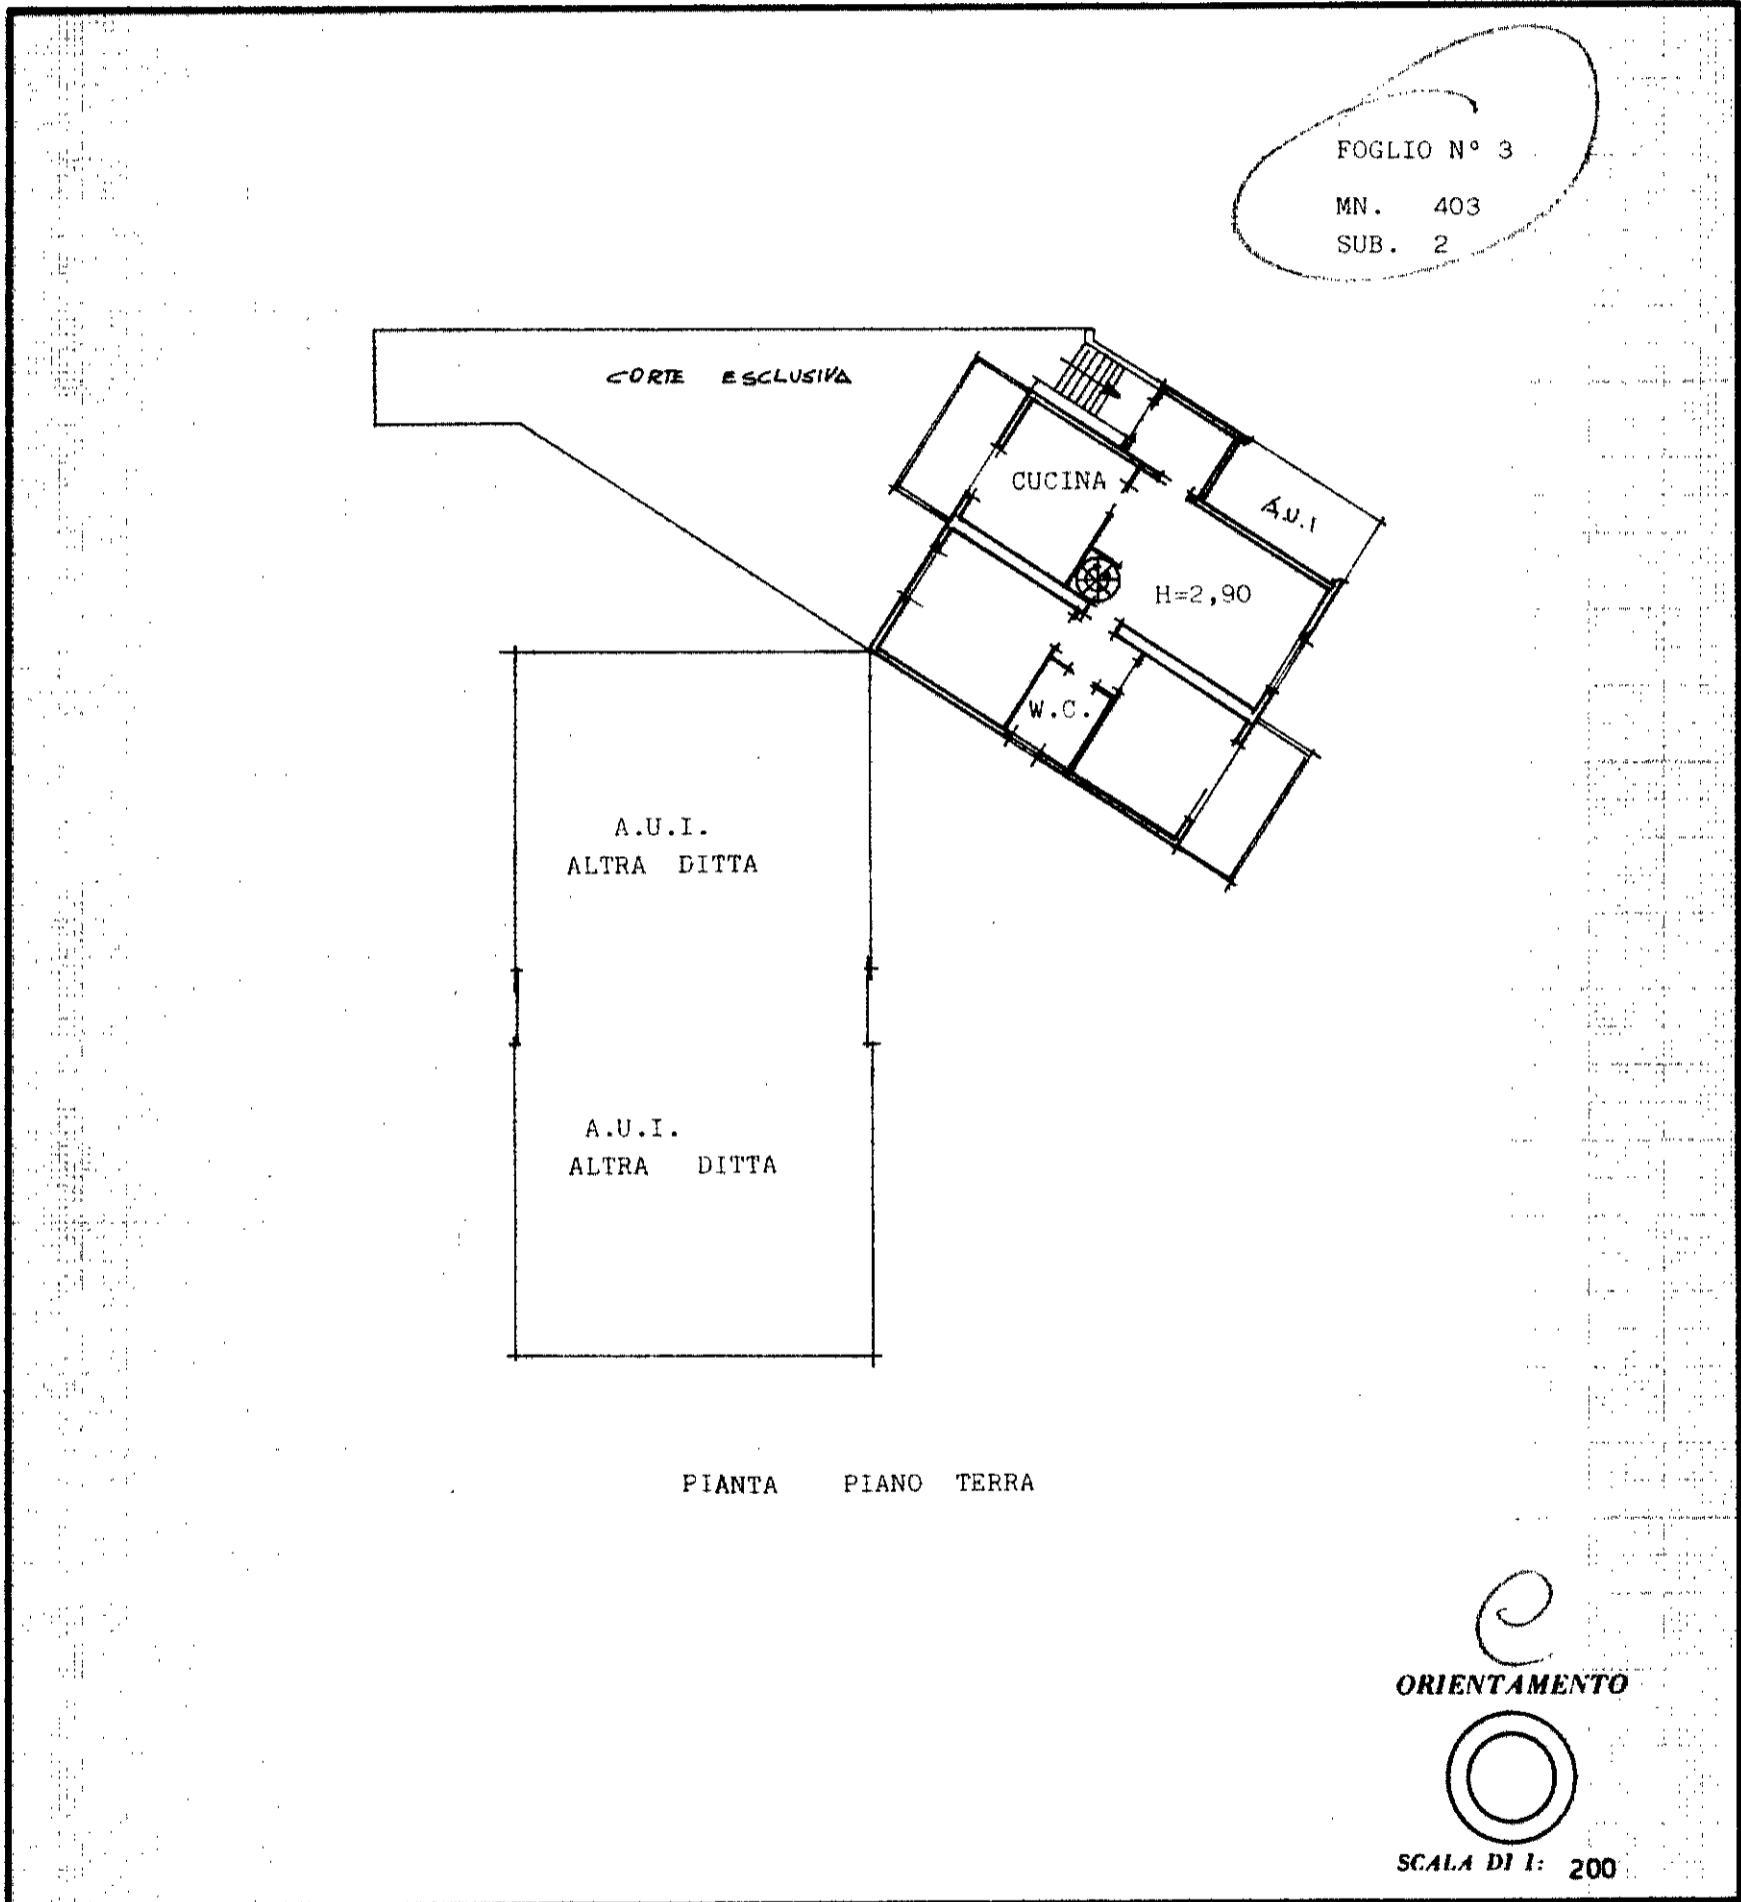 FOGLIO N° 3
MN. 403
SUB. 2
CORTE ESCLUSIVA
CUCINA
A.U.I
H=2,90
W.C.
A.U.I.
ALTRA DITTA
A.U.I.
ALTRA DITTA
PIANTA PIANO TERRA
ORIENTAMENTO
SCALA DI 1: 200